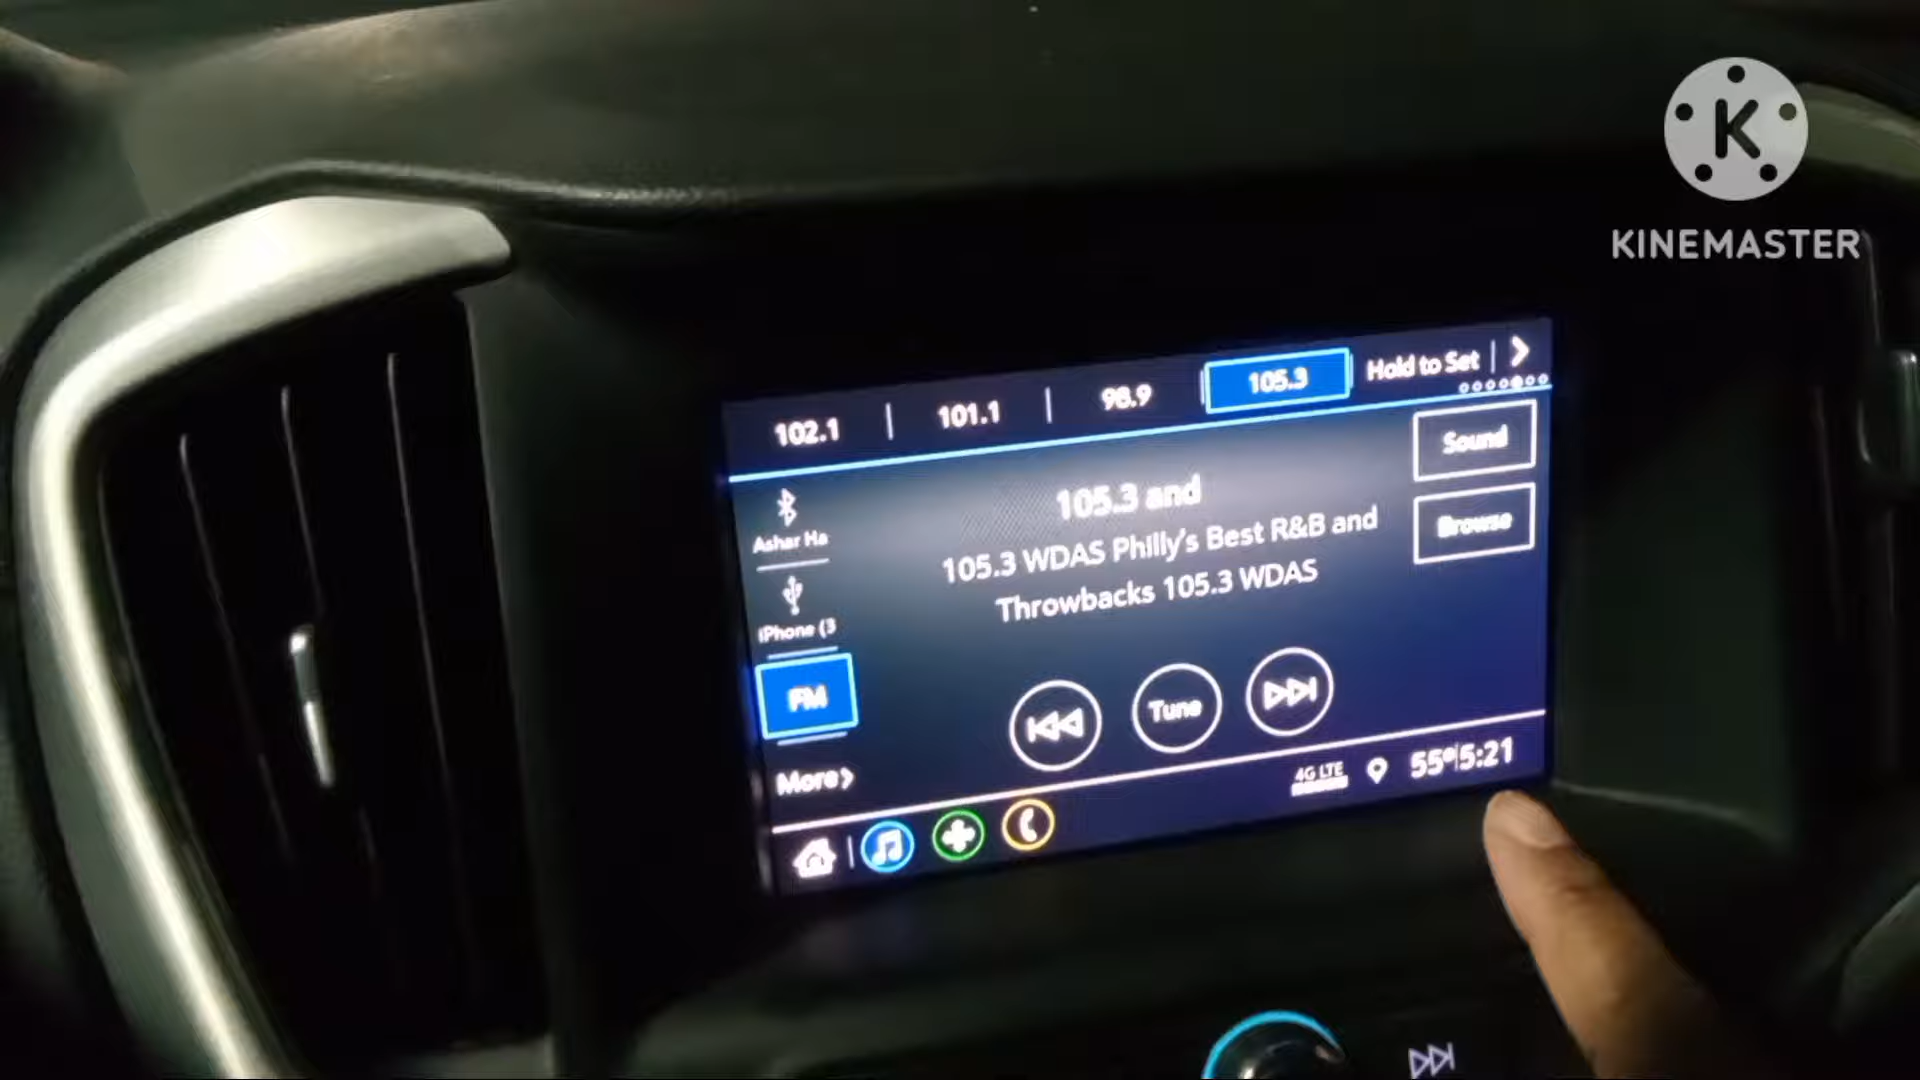 K
KINEMASTER
102.1 | 101.1 | 98.9 105.3 Hold to Set
Sound
Browse
Ashar Ha
iPhone (3
FM
More
105.3 and
105.3 WDAS Philly's Best R&B and
Throwbacks 105.3 WDAS
Tune
4G LTE 55° 5:21